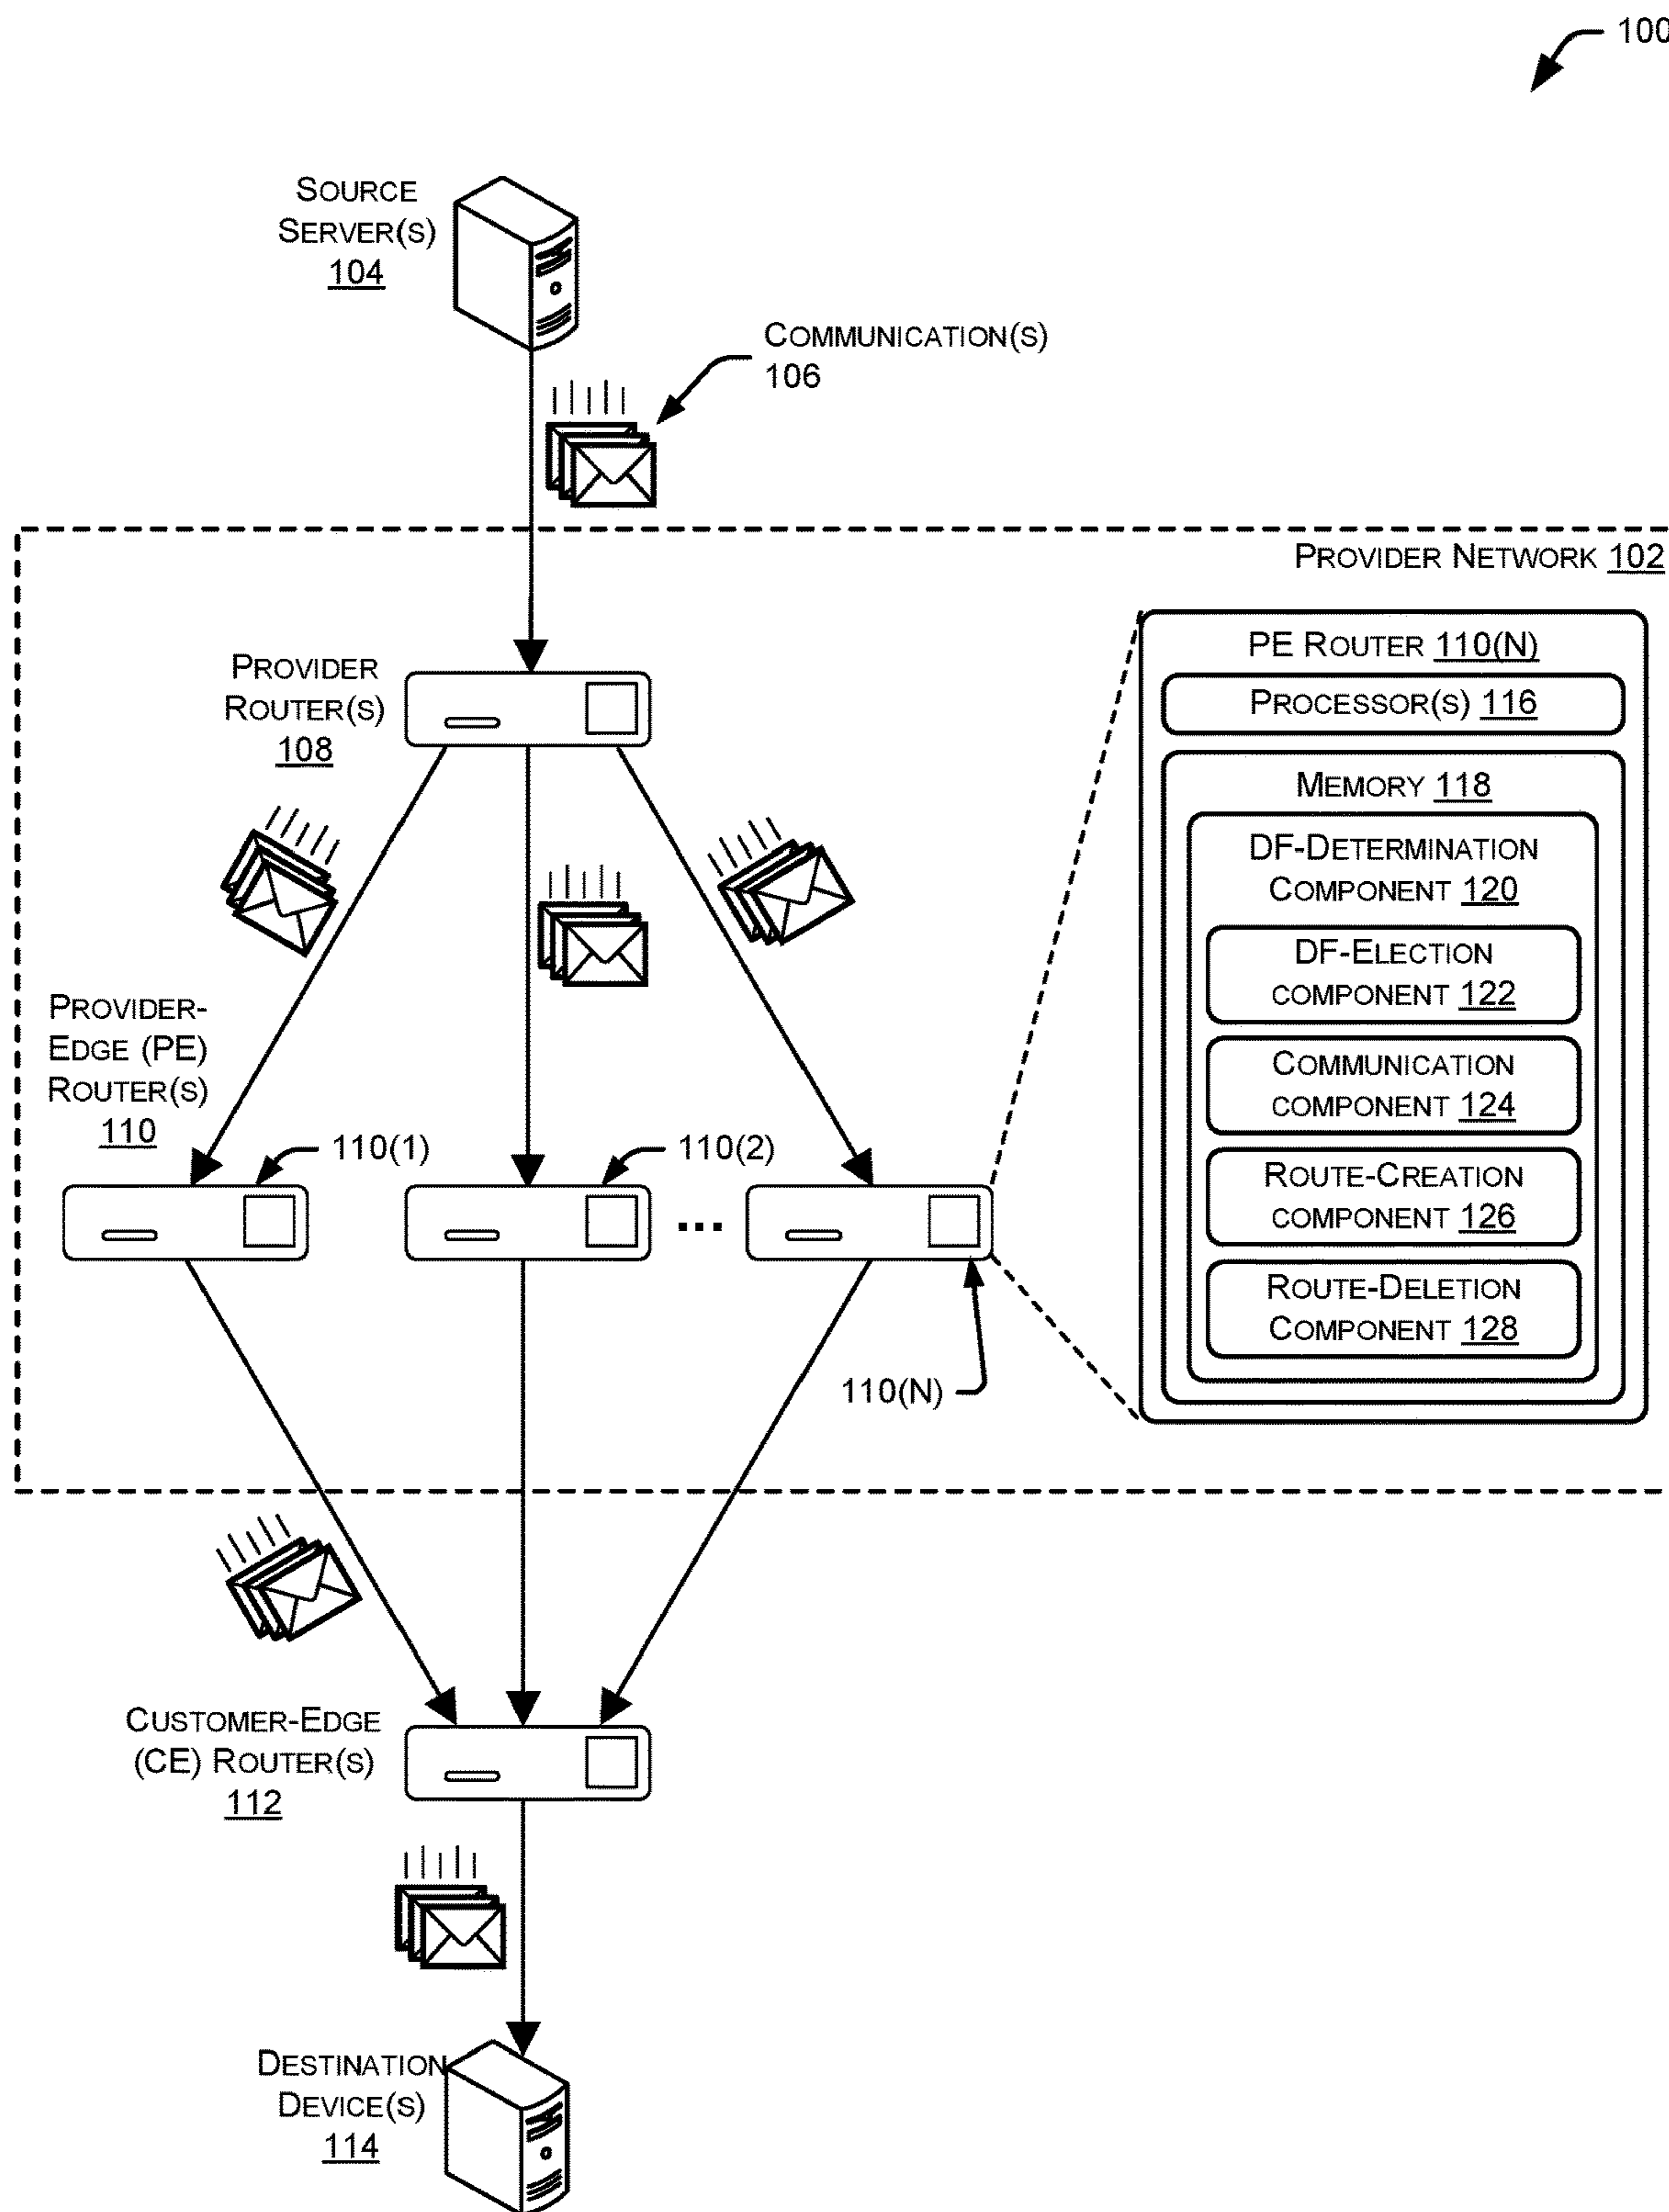 100
SOURCE
SERVER(S)
104
COMMUNICATION(S)
106
PROVIDER NETWORK 102
PROVIDER
ROUTER(S)
108
PE ROUTER 110(N)
PROCESSOR(S) 116
MEMORY 118
DF-DETERMINATION
COMPONENT 120
DF-ELECTION
COMPONENT 122
COMMUNICATION
COMPONENT 124
ROUTE-CREATION
COMPONENT 126
ROUTE-DELETION
COMPONENT 128
PROVIDER-
EDGE (PE)
ROUTER(S)
110
110(1)
110(2)
...
110(N)
CUSTOMER-EDGE
(CE) ROUTER(S)
112
DESTINATION
DEVICE(S)
114